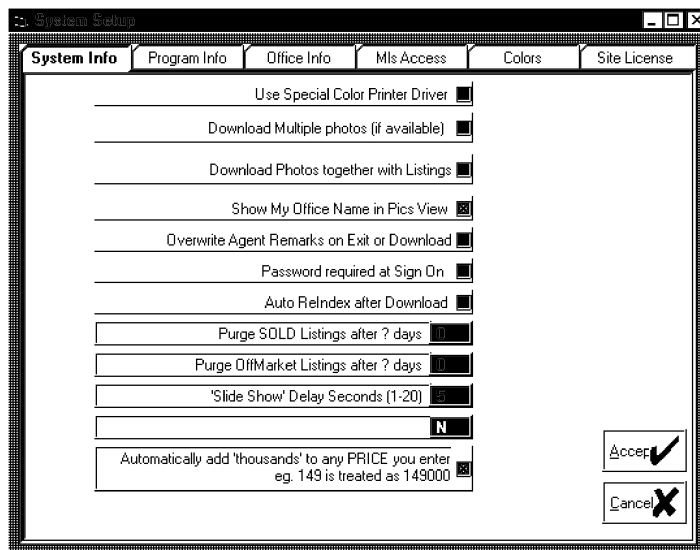 System Setup
System Info Program Info Office Info Mls Access Colors Site License
Use Special Color Printer Driver
Download Multiple photos (if available)
Download Photos together with Listings
Show My Office Name in Pics View
Overwrite Agent Remarks on Exit or Download
Password required at Sign On
Auto ReIndex after Download
Purge SOLD Listings after ? days 0
Purge OffMarket Listings after ? days 0
'Slide Show' Delay Seconds (1-20) 5
N
Automatically add 'thousands' to any PRICE you enter
eg. 149 is treated as 149000
Accept
Cancel